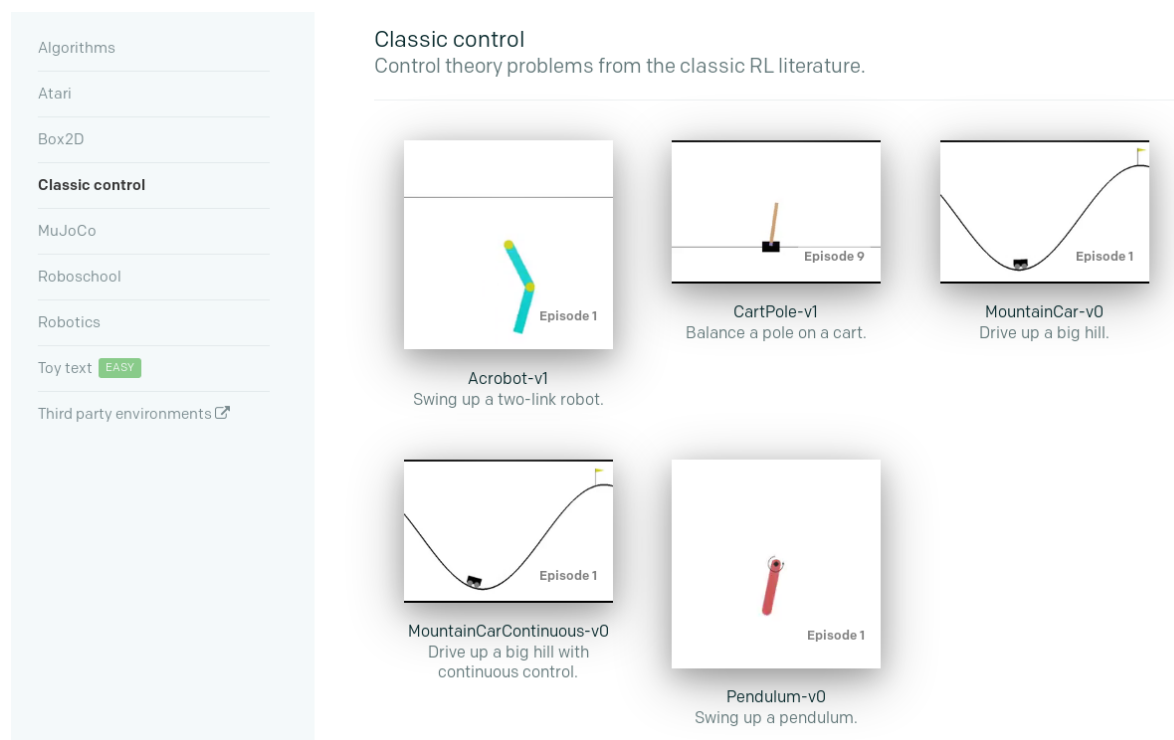 Algorithms
Atari
Box2D
Classic control
MuJoCo
Roboschool
Robotics
Toy text EASY
Third party environments
Classic control
Control theory problems from the classic RL literature.
Episode 1
Acrobot-v1
Swing up a two-link robot.
Episode 9
CartPole-v1
Balance a pole on a cart.
Episode 1
MountainCar-v0
Drive up a big hill.
Episode 1
MountainCarContinuous-v0
Drive up a big hill with
continuous control.
Episode 1
Pendulum-v0
Swing up a pendulum.